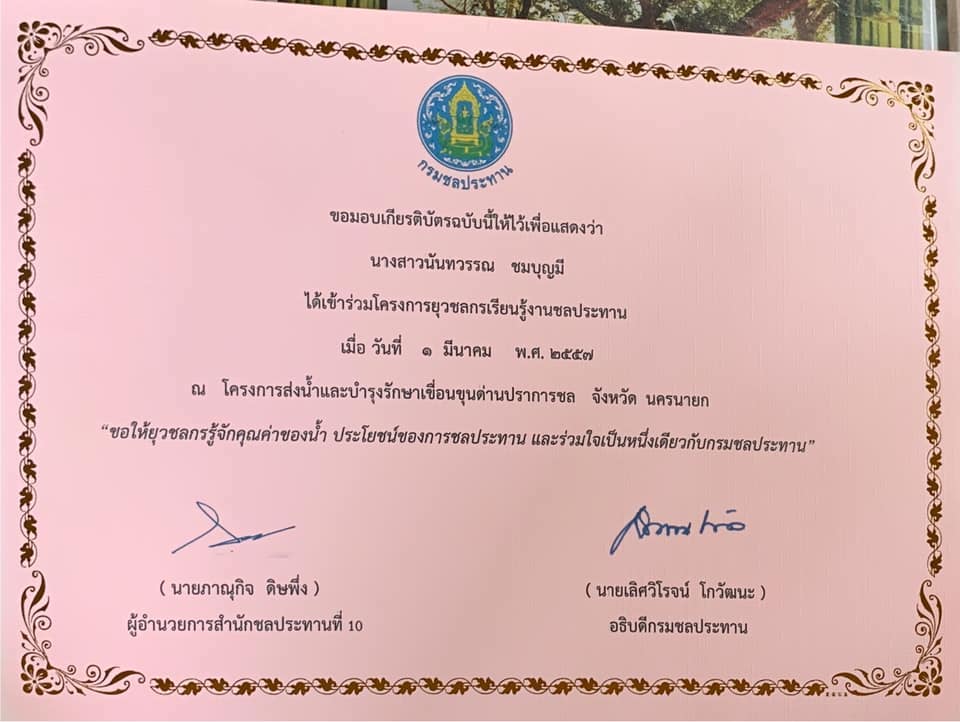 กรมชลประทาน
ขอมอบเกียรติบัตรฉบับนี้ให้ไว้เพื่อแสดงว่า
นางสาวนันทวรรณ ชมบุญมี
ได้เข้าร่วมโครงการยุวชลกรเรียนรู้งานชลประทาน
เมื่อ วันที่ ๑ มีนาคม พ.ศ. ๒๕๕๗
ณ โครงการส่งน้ำและบำรุงรักษาเขื่อนขุนด่านปราการชล จังหวัด นครนายก
“ขอให้ยุวชลกรรู้จักคุณค่าของน้ำ ประโยชน์ของการชลประทาน และร่วมใจเป็นหนึ่งเดียวกับกรมชลประทาน”
( นายภาณุกิจ ดิษพึ่ง ) ( นายเลิศวิโรจน์ โกวัฒนะ )
ผู้อำนวยการสำนักชลประทานที่ 10 อธิบดีกรมชลประทาน